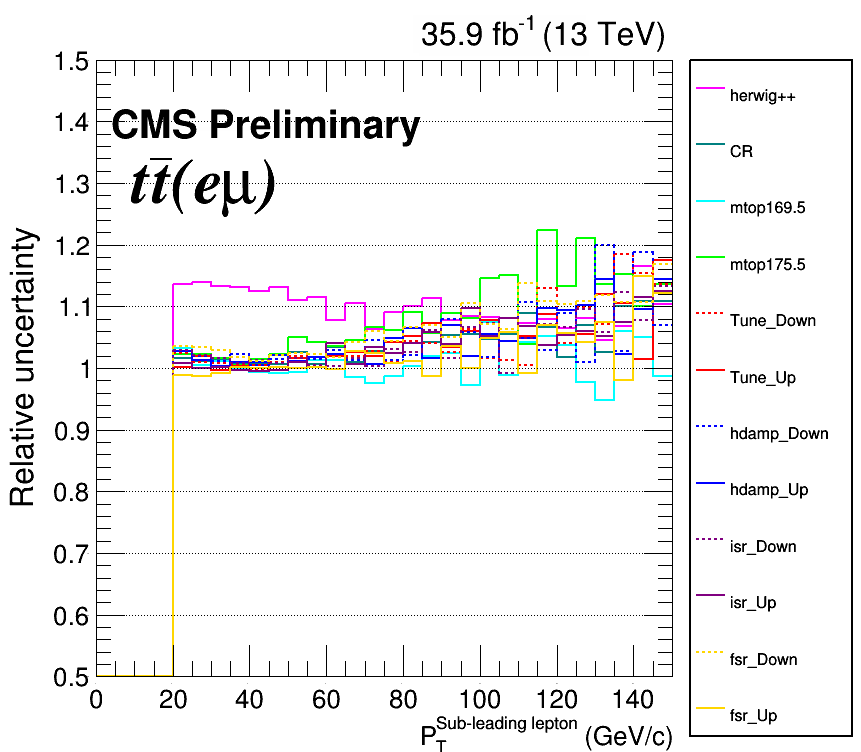 35.9 fb⁻¹ (13 TeV)
CMS Preliminary
tt̅(eμ)
Relative uncertainty
1.5
1.4
1.3
1.2
1.1
1
0.9
0.8
0.7
0.6
0.5
0 20 40 60 80 100 120 140
P_T^Sub-leading lepton (GeV/c)
herwig++
CR
mtop169.5
mtop175.5
Tune_Down
Tune_Up
hdamp_Down
hdamp_Up
isr_Down
isr_Up
fsr_Down
fsr_Up